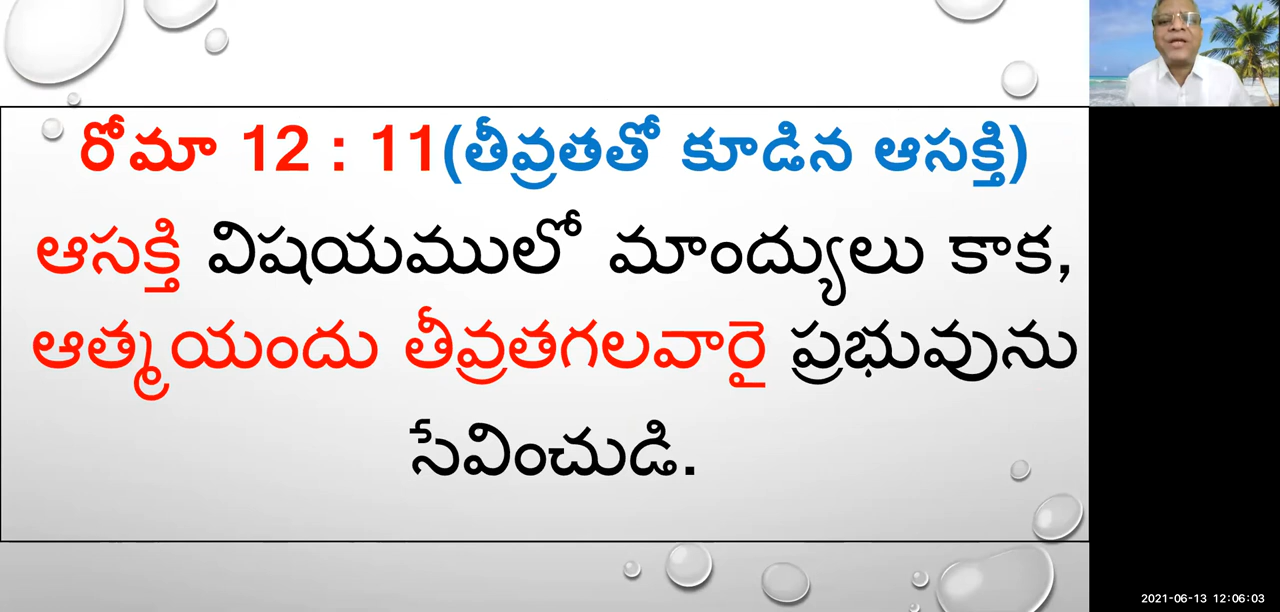 రోమా 12 : 11(తీవ్రతతో కూడిన ఆసక్తి)
ఆసక్తి విషయములో మాంద్యులు కాక,
ఆత్మయందు తీవ్రతగలవారై ప్రభువును
సేవించుడి.
2021-06-13 12:06:03